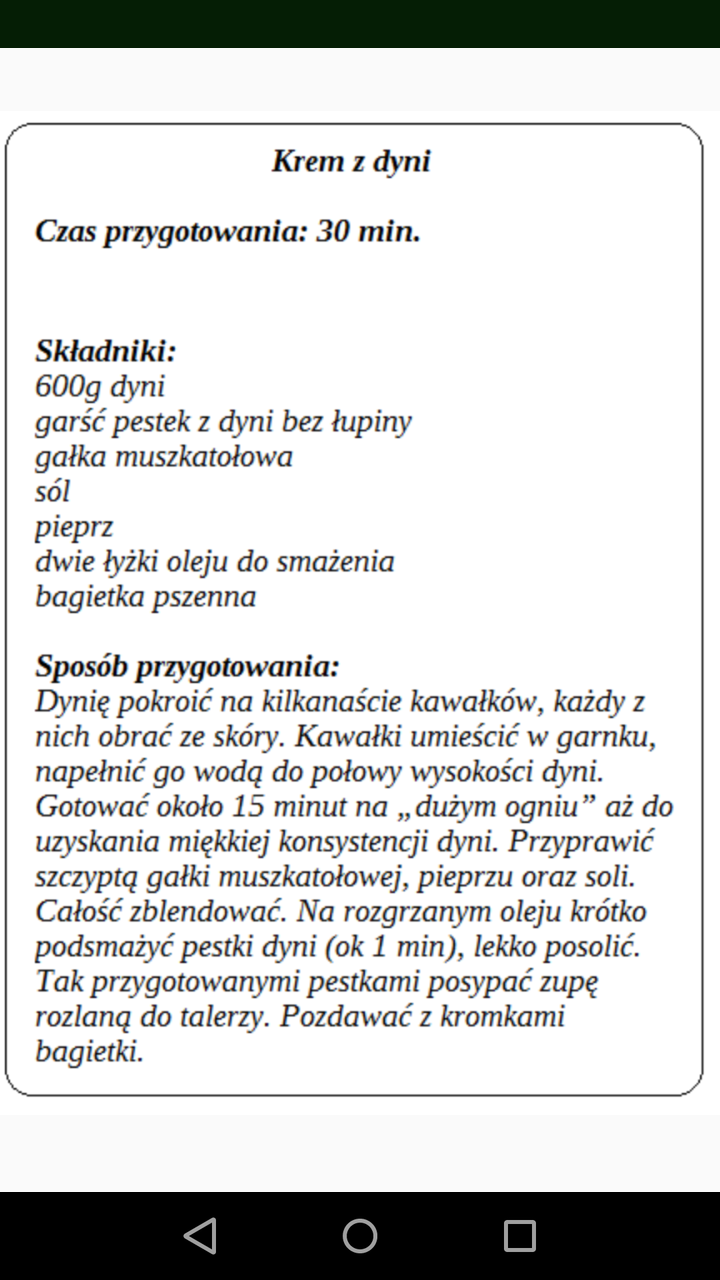 Krem z dyni
Czas przygotowania: 30 min.
Składniki:
600g dyni
garść pestek z dyni bez łupiny
gałka muszkatołowa
sól
pieprz
dwie łyżki oleju do smażenia
bagietka pszenna
Sposób przygotowania:
Dynię pokroić na kilkanaście kawałków, każdy z
nich obrać ze skóry. Kawałki umieścić w garnku,
napełnić go wodą do połowy wysokości dyni.
Gotować około 15 minut na „dużym ogniu” aż do
uzyskania miękkiej konsystencji dyni. Przyprawić
szczyptą gałki muszkatołowej, pieprzu oraz soli.
Całość zblendować. Na rozgrzanym oleju krótko
podsmażyć pestki dyni (ok 1 min), lekko posolić.
Tak przygotowanymi pestkami posypać zupę
rozlaną do talerzy. Pozdawać z kromkami
bagietki.